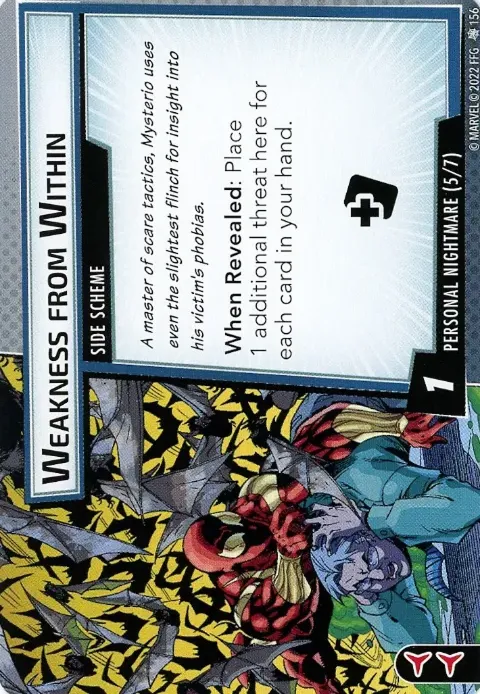 WEAKNESS FROM WITHIN
SIDE SCHEME
A master of scare tactics, Mysterio uses
even the slightest flinch for insight into
his victim's phobias.
When Revealed: Place
1 additional threat here for
each card in your hand.
1
PERSONAL NIGHTMARE (5/7)
© MARVEL © 2022 FFG 156